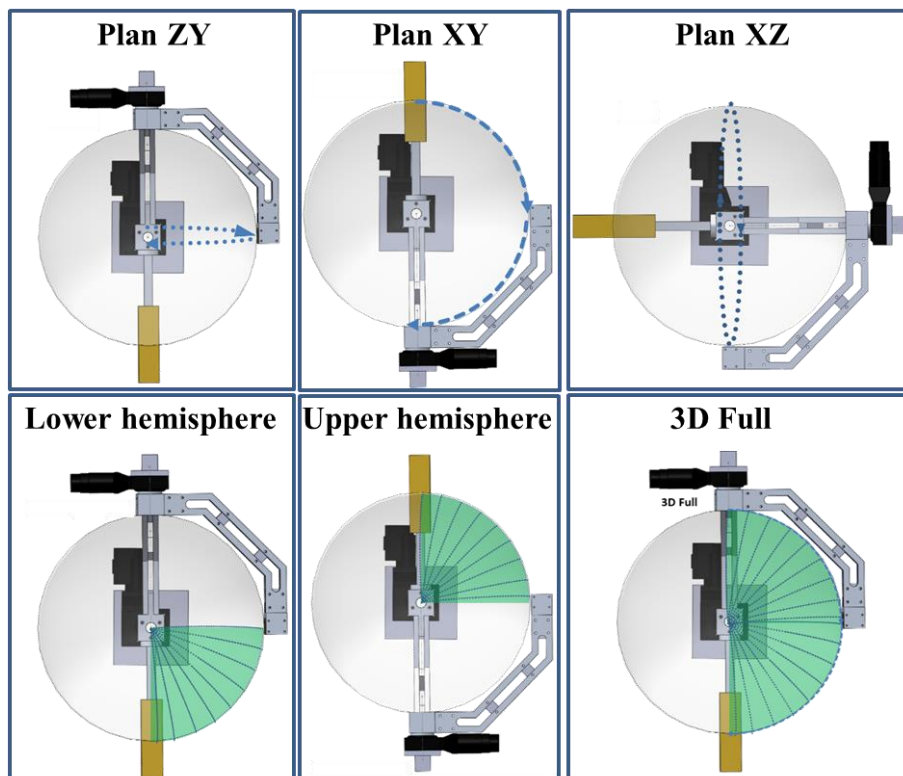 Plan ZY
Plan XY
Plan XZ
Lower hemisphere
Upper hemisphere
3D Full
3D Full